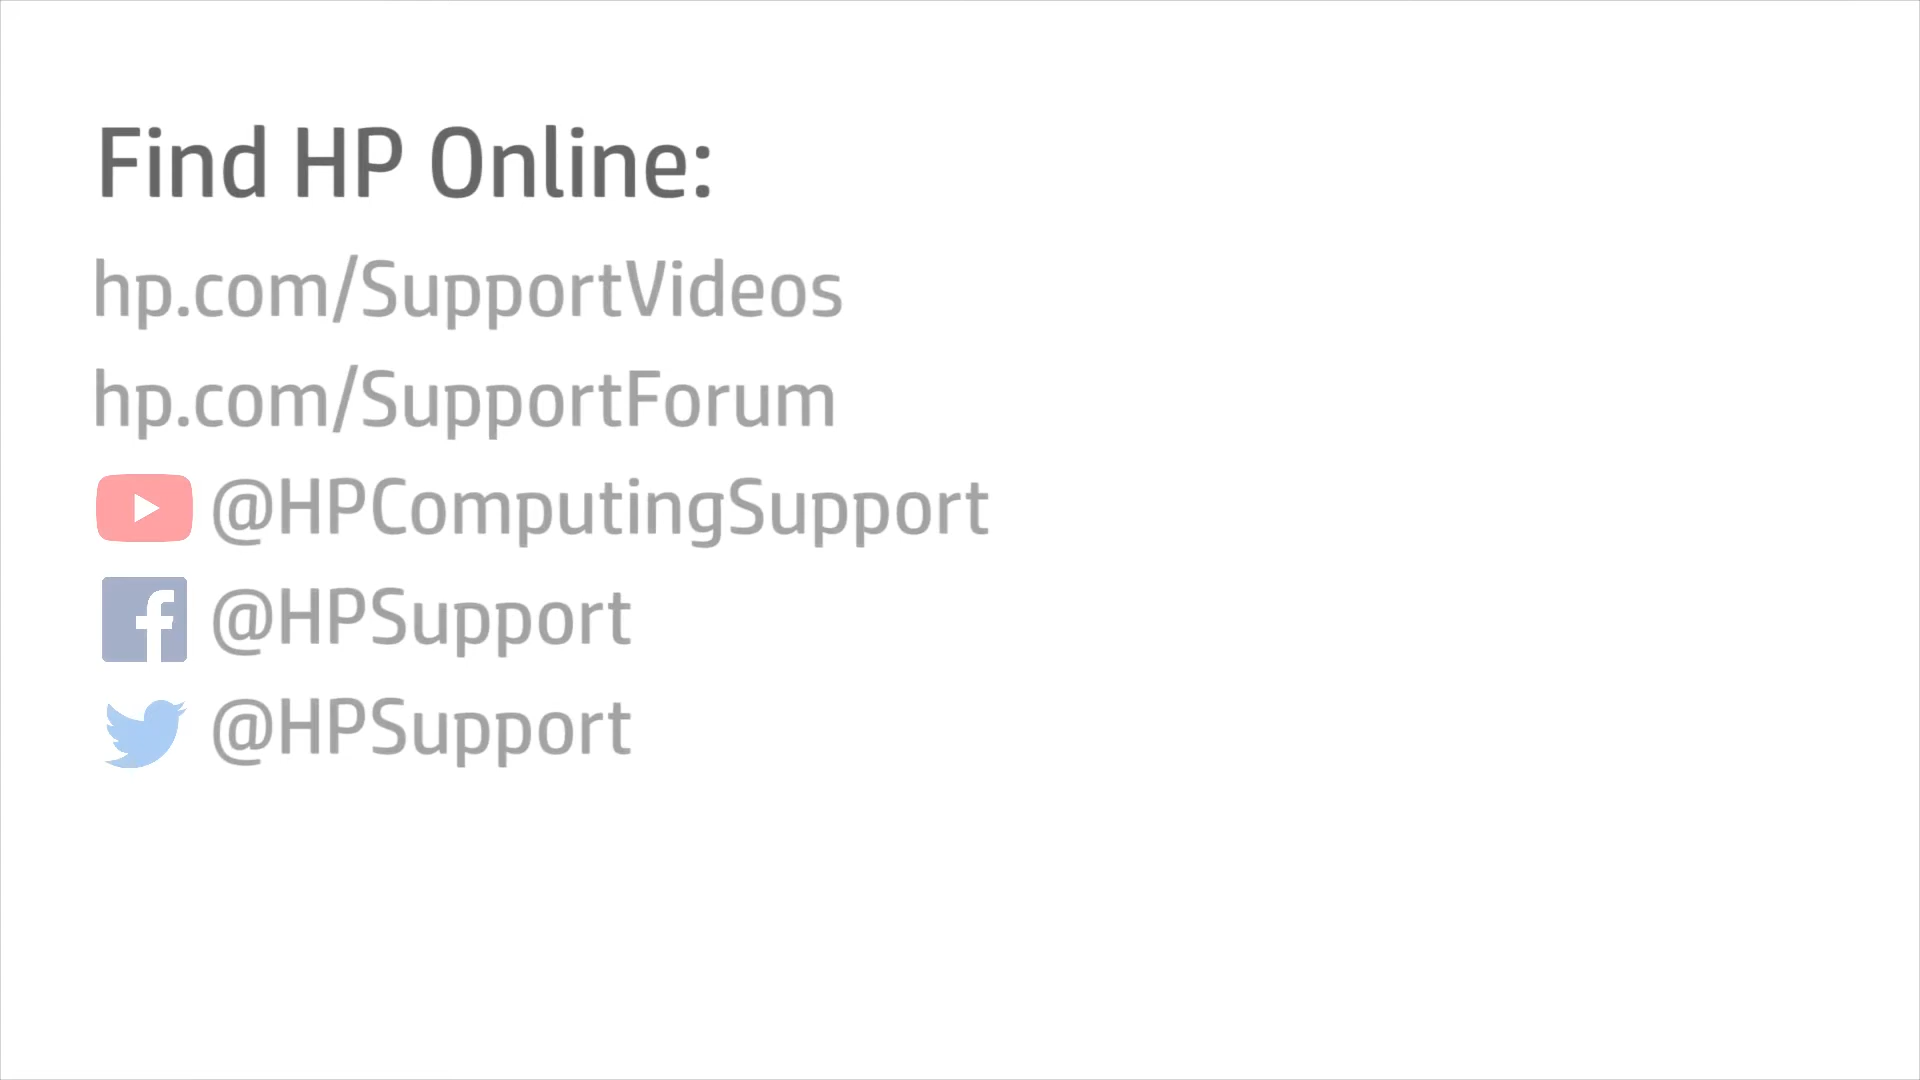 Find HP Online:
hp.com/SupportVideos
hp.com/SupportForum
@HPComputingSupport
@HPSupport
@HPSupport